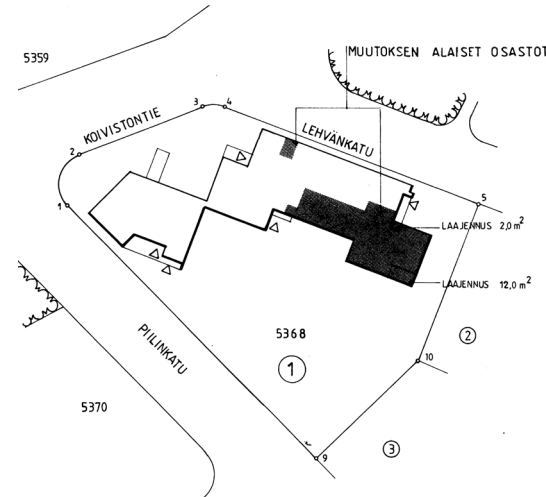 MUUTOKSEN ALAISET OSASTOT
5359
KOIVISTONTIE
3
4
LEHVÄNKATU
2
1
5
LAAJENNUS 2,0 m²
LAAJENNUS 12,0 m²
5368
1
2
PIILINKATU
10
5370
3
9